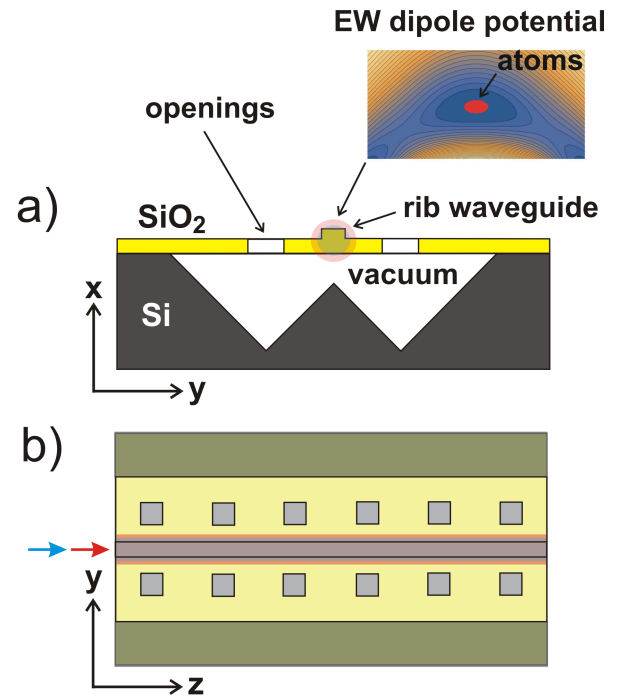 EW dipole potential
atoms
openings
a)
SiO₂
rib waveguide
vacuum
x
Si
y
b)
y
z